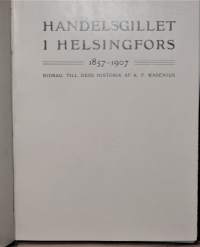 HANDELSGILLET
I HELSINGFORS
1857-1907
BIDRAG TILL DESS HISTORIA AF A. F. WASENIUS